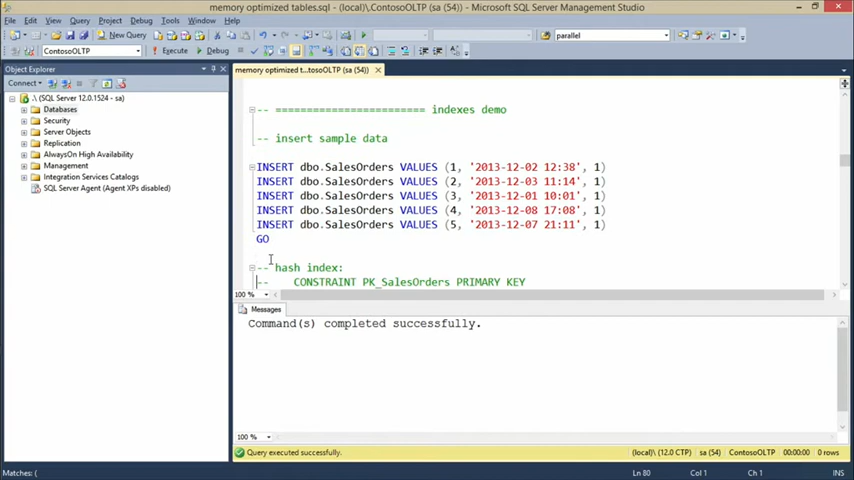 memory optimized tables.sql - (local)\.ContosoOLTP (sa (54)) - Microsoft SQL Server Management Studio
File Edit View Query Project Debug Tools Window Help
New Query
parallel
ContosoOLTP
Execute
Debug
Object Explorer
memory optimized t...tosoOLTP (sa (54))
Connect
.\ (SQL Server 12.0.1524 - sa)
Databases
Security
Server Objects
Replication
AlwaysOn High Availability
Management
Integration Services Catalogs
SQL Server Agent (Agent XPs disabled)
-- ======================== indexes demo
-- insert sample data
INSERT dbo.SalesOrders VALUES (1, '2013-12-02 12:38', 1)
INSERT dbo.SalesOrders VALUES (2, '2013-12-03 11:14', 1)
INSERT dbo.SalesOrders VALUES (3, '2013-12-01 10:01', 1)
INSERT dbo.SalesOrders VALUES (4, '2013-12-08 17:08', 1)
INSERT dbo.SalesOrders VALUES (5, '2013-12-07 21:11', 1)
GO
-- hash index:
-- CONSTRAINT PK_SalesOrders PRIMARY KEY
100 %
Messages
Command(s) completed successfully.
100 %
Query executed successfully.
(local) (12.0 CTP) sa (54) ContosoOLTP 00:00:00 0 rows
Matches: (
Ln 80 Col 1 Ch 1